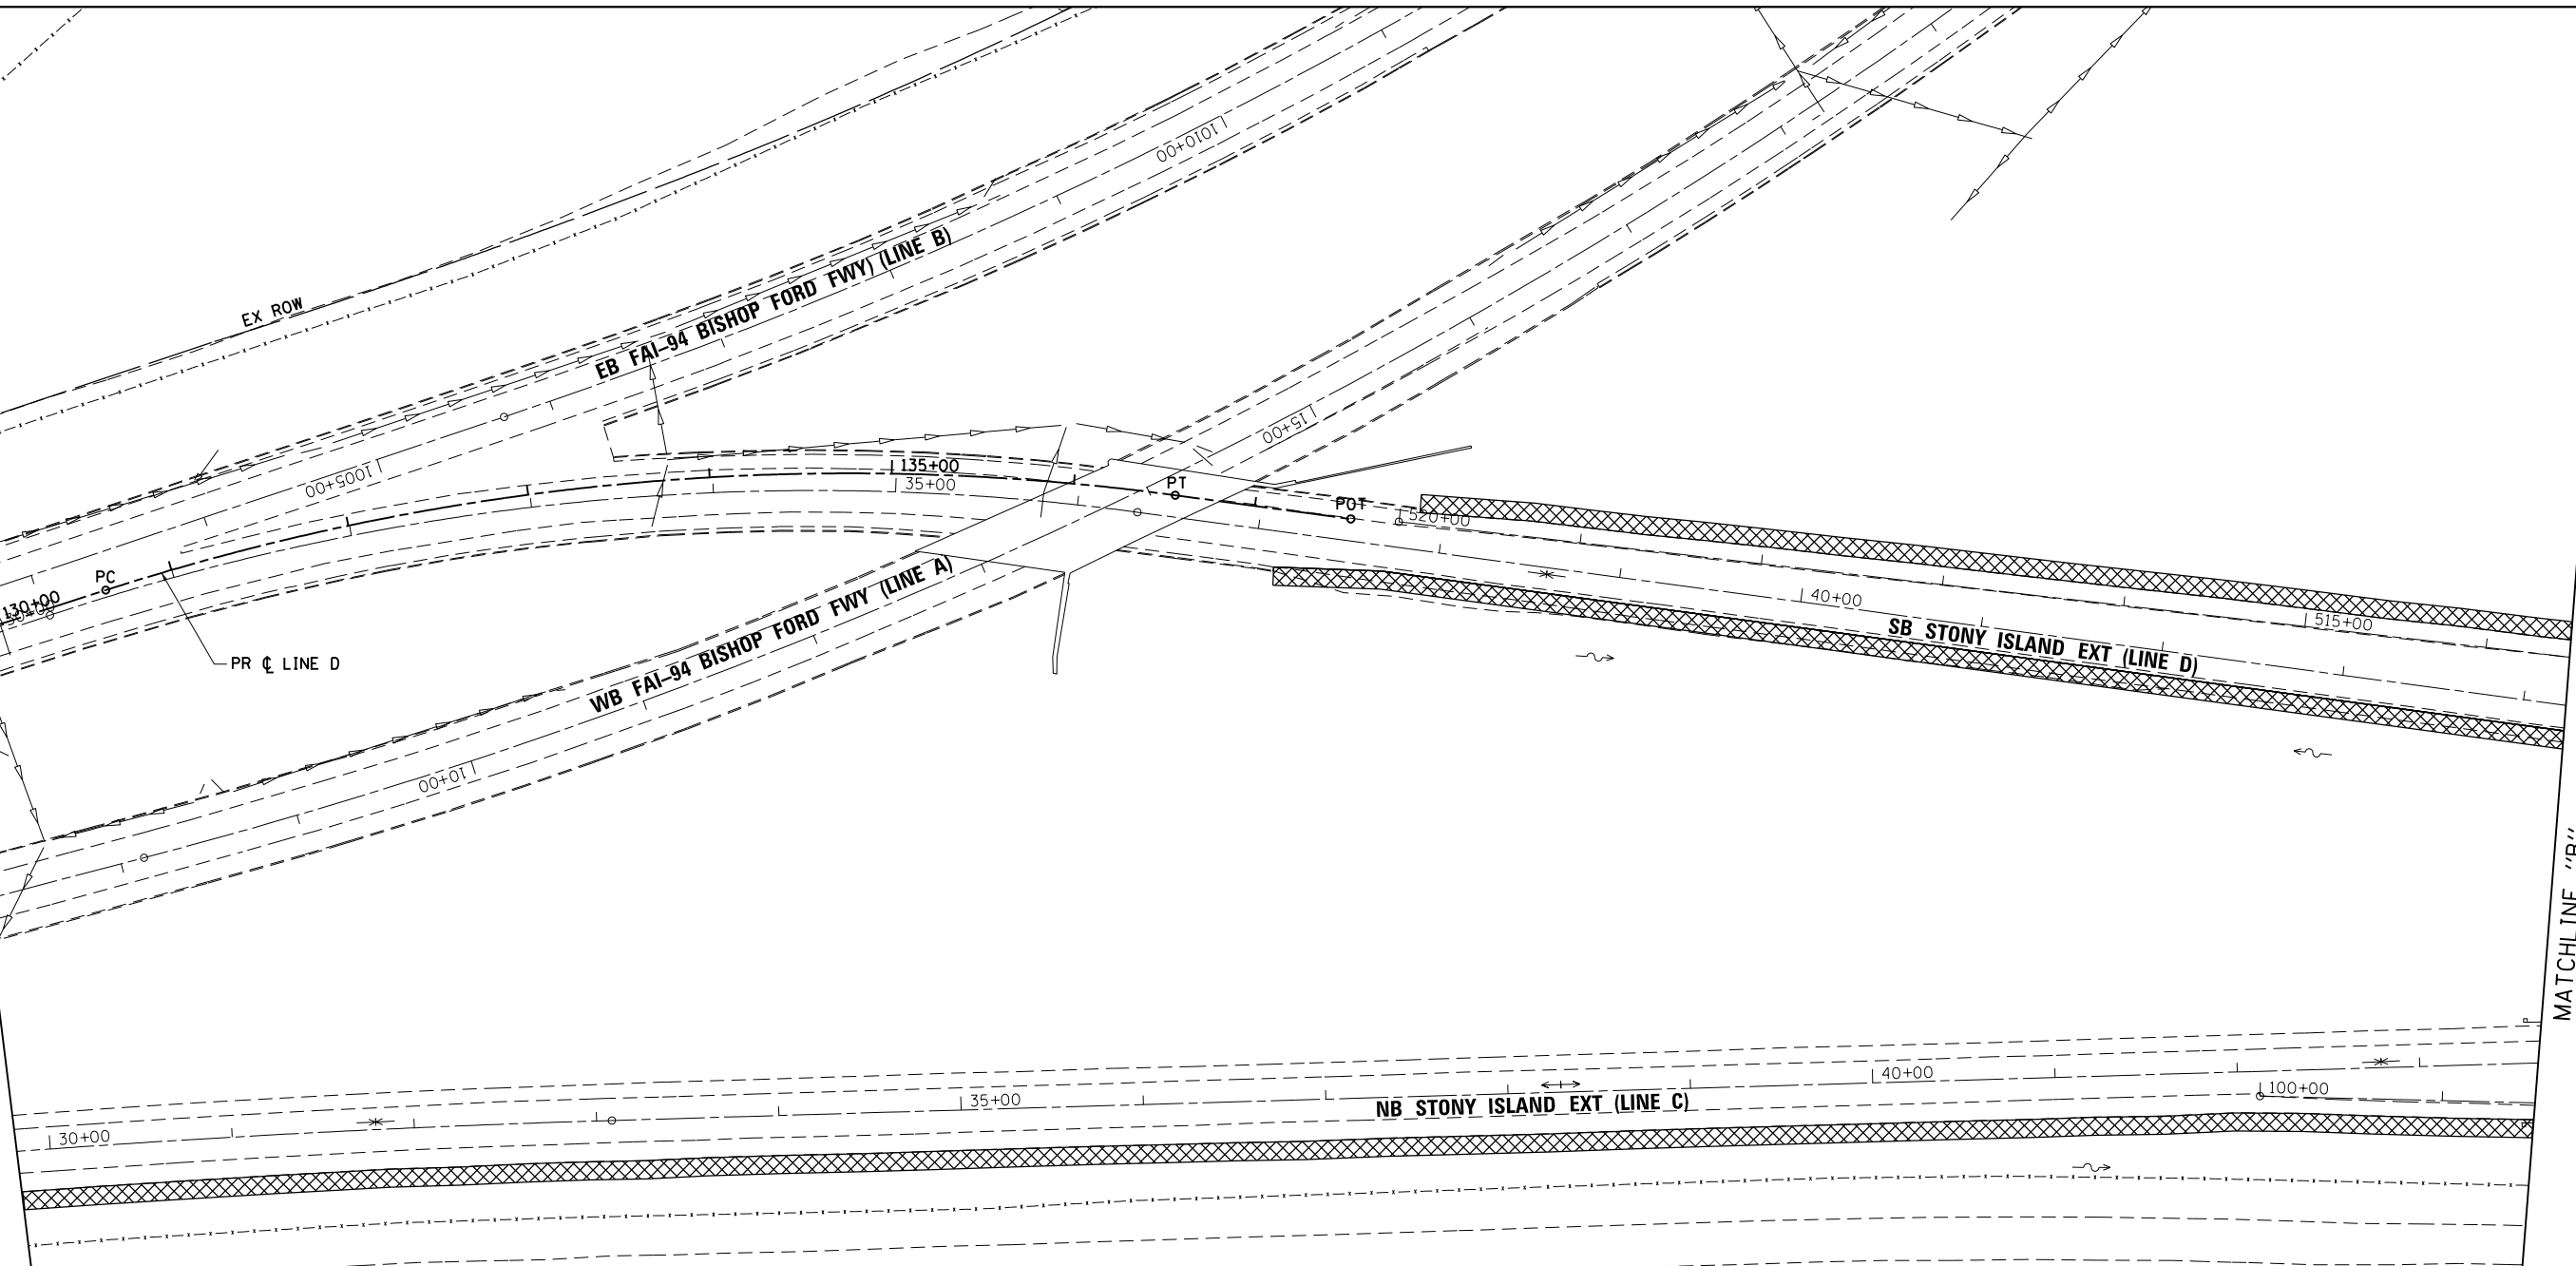 1010+00
EB FAI-94 BISHOP FORD FWY) (LINE B)
EX ROW
15+00
1005+00
135+00
35+00
PT
POT
520+00
PC
130+00
WB FAI-94 BISHOP FORD FWY (LINE A)
40+00
515+00
SB STONY ISLAND EXT (LINE D)
PR ℄ LINE D
10+00
MATCHLINE "B"
40+00
100+00
35+00
NB STONY ISLAND EXT (LINE C)
30+00